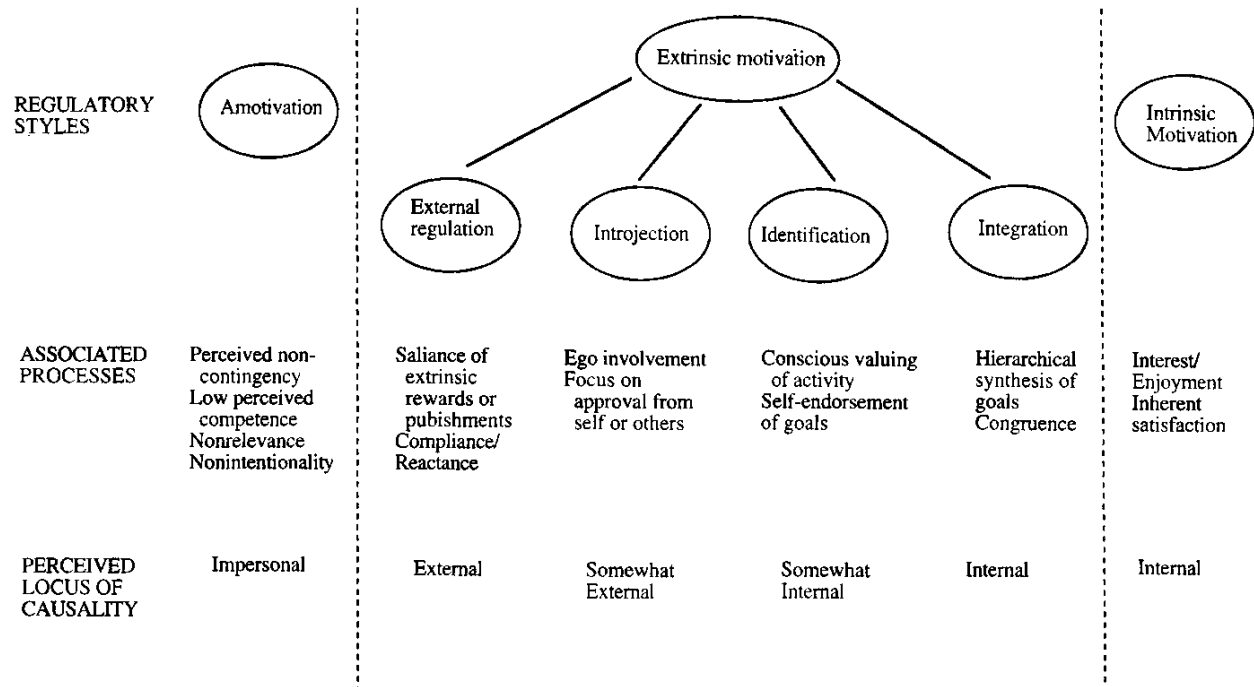 Extrinsic motivation
REGULATORY
STYLES
Amotivation
Intrinsic
Motivation
External
regulation
Introjection
Identification
Integration
ASSOCIATED
PROCESSES
Perceived non-
contingency
Low perceived
competence
Nonrelevance
Nonintentionality
Saliance of
extrinsic
rewards or
pubishments
Compliance/
Reactance
Ego involvement
Focus on
approval from
self or others
Conscious valuing
of activity
Self-endorsement
of goals
Hierarchical
synthesis of
goals
Congruence
Interest/
Enjoyment
Inherent
satisfaction
PERCEIVED
LOCUS OF
CAUSALITY
Impersonal
External
Somewhat
External
Somewhat
Internal
Internal
Internal